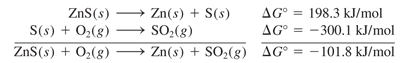 ZnS(s) ⟶ Zn(s) + S(s) ΔG° = 198.3 kJ/mol
S(s) + O₂(g) ⟶ SO₂(g) ΔG° = −300.1 kJ/mol
ZnS(s) + O₂(g) ⟶ Zn(s) + SO₂(g) ΔG° = −101.8 kJ/mol